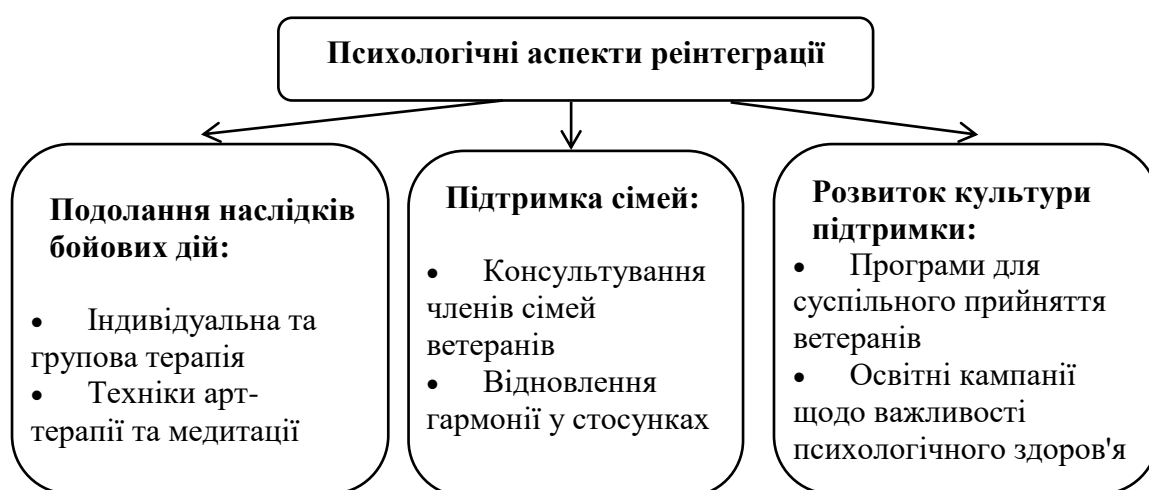 Психологічні аспекти реінтеграції
Подолання наслідків
бойових дій:
• Індивідуальна та
групова терапія
• Техніки арт-
терапії та медитації
Підтримка сімей:
• Консультування
членів сімей
ветеранів
• Відновлення
гармонії у стосунках
Розвиток культури
підтримки:
• Програми для
суспільного прийняття
ветеранів
• Освітні кампанії
щодо важливості
психологічного здоров'я